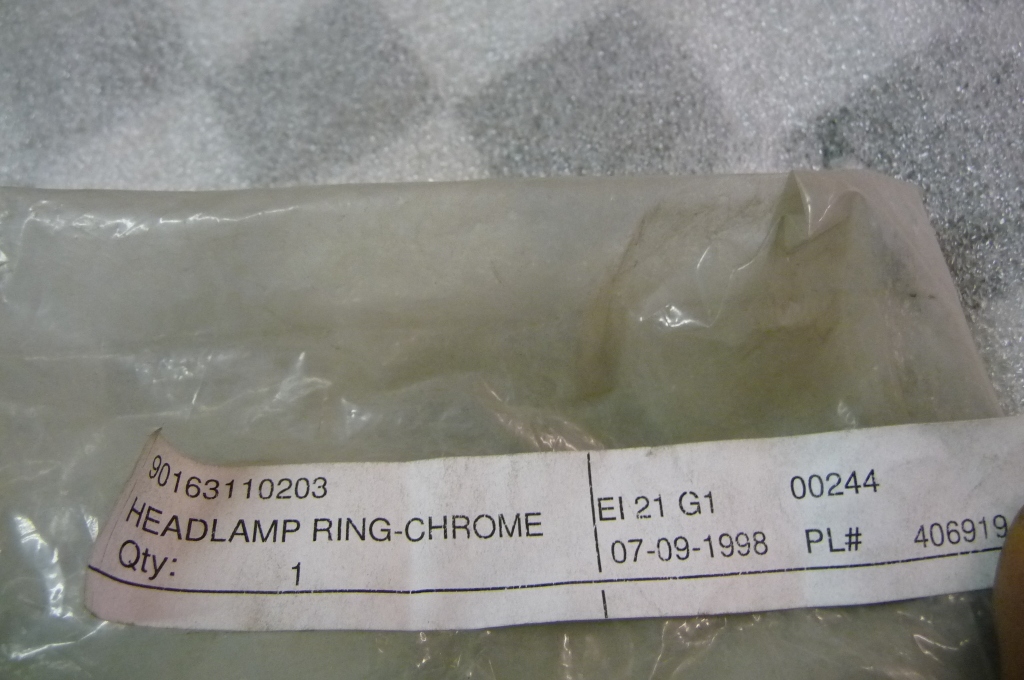 90163110203
HEADLAMP RING-CHROME
Qty: 1
EI 21 G1 00244
07-09-1998 PL# 406919